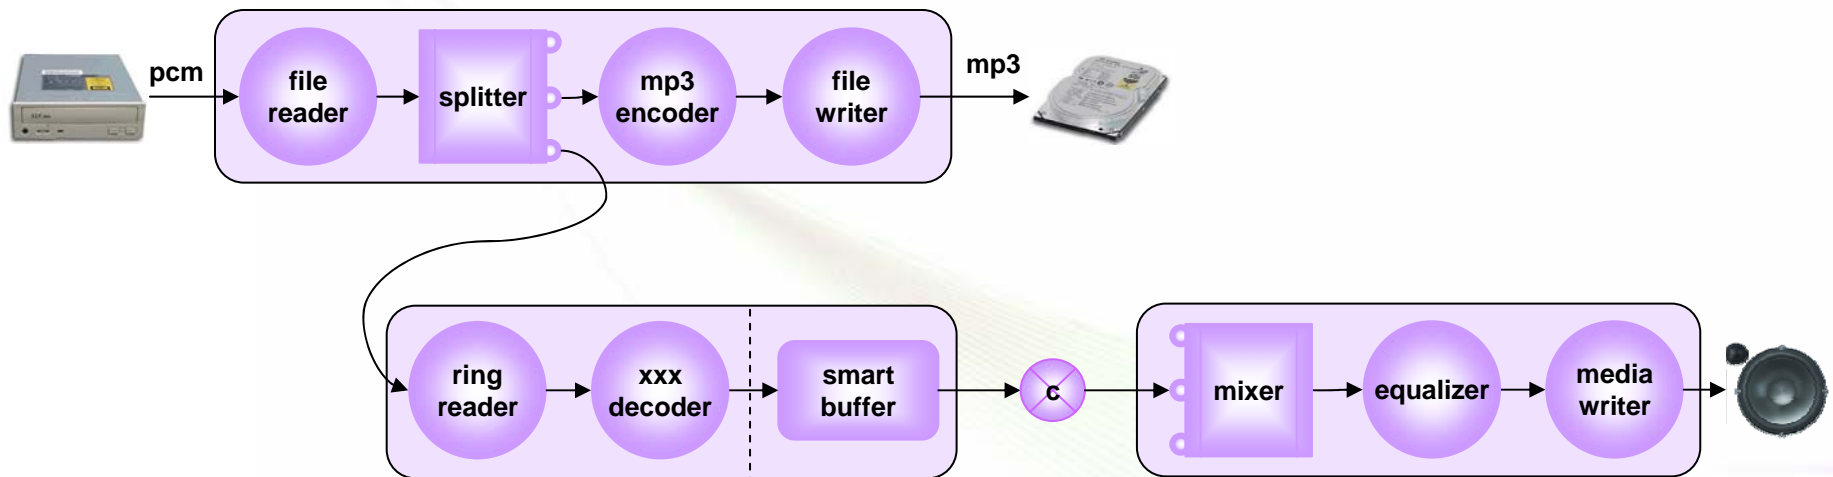 pcm
file
reader
splitter
mp3
encoder
file
writer
mp3
ring
reader
xxx
decoder
smart
buffer
c
mixer
equalizer
media
writer